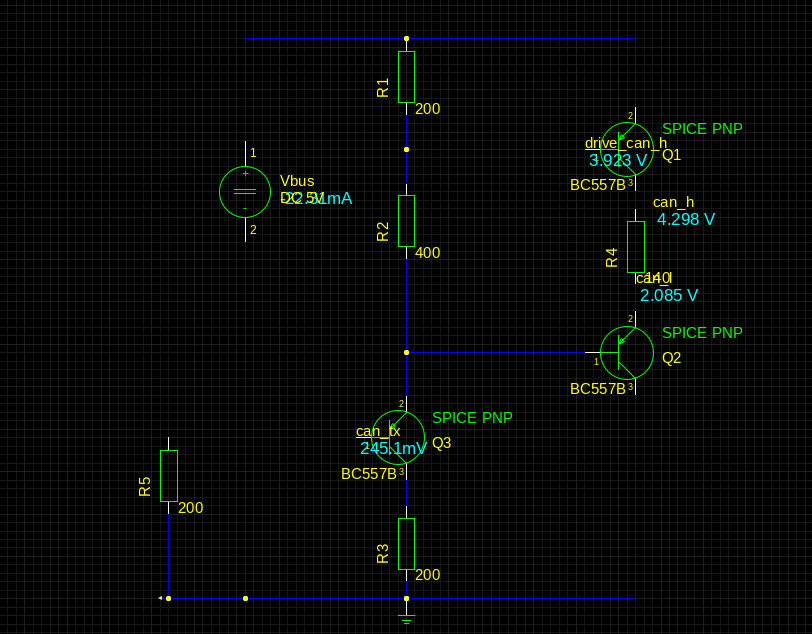 R1
200
2
SPICE PNP
drive_can_h
3.923 V
Q1
BC557B
3
1
Vbus
DC 5V
-22.51mA
2
can_h
4.298 V
R2
400
R4
140
can_l
2.085 V
2
SPICE PNP
1
Q2
BC557B
3
2
SPICE PNP
can_tx
245.1mV
Q3
BC557B
3
R5
200
R3
200